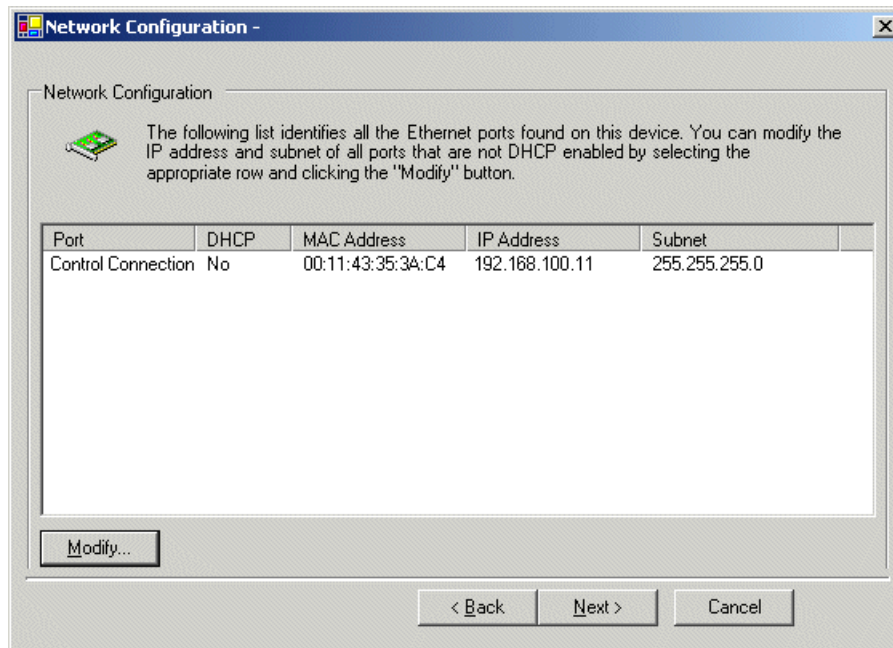 Network Configuration -
Network Configuration
The following list identifies all the Ethernet ports found on this device. You can modify the
IP address and subnet of all ports that are not DHCP enabled by selecting the
appropriate row and clicking the "Modify" button.
Port DHCP MAC Address IP Address Subnet
Control Connection No 00:11:43:35:3A:C4 192.168.100.11 255.255.255.0
Modify...
< Back Next > Cancel